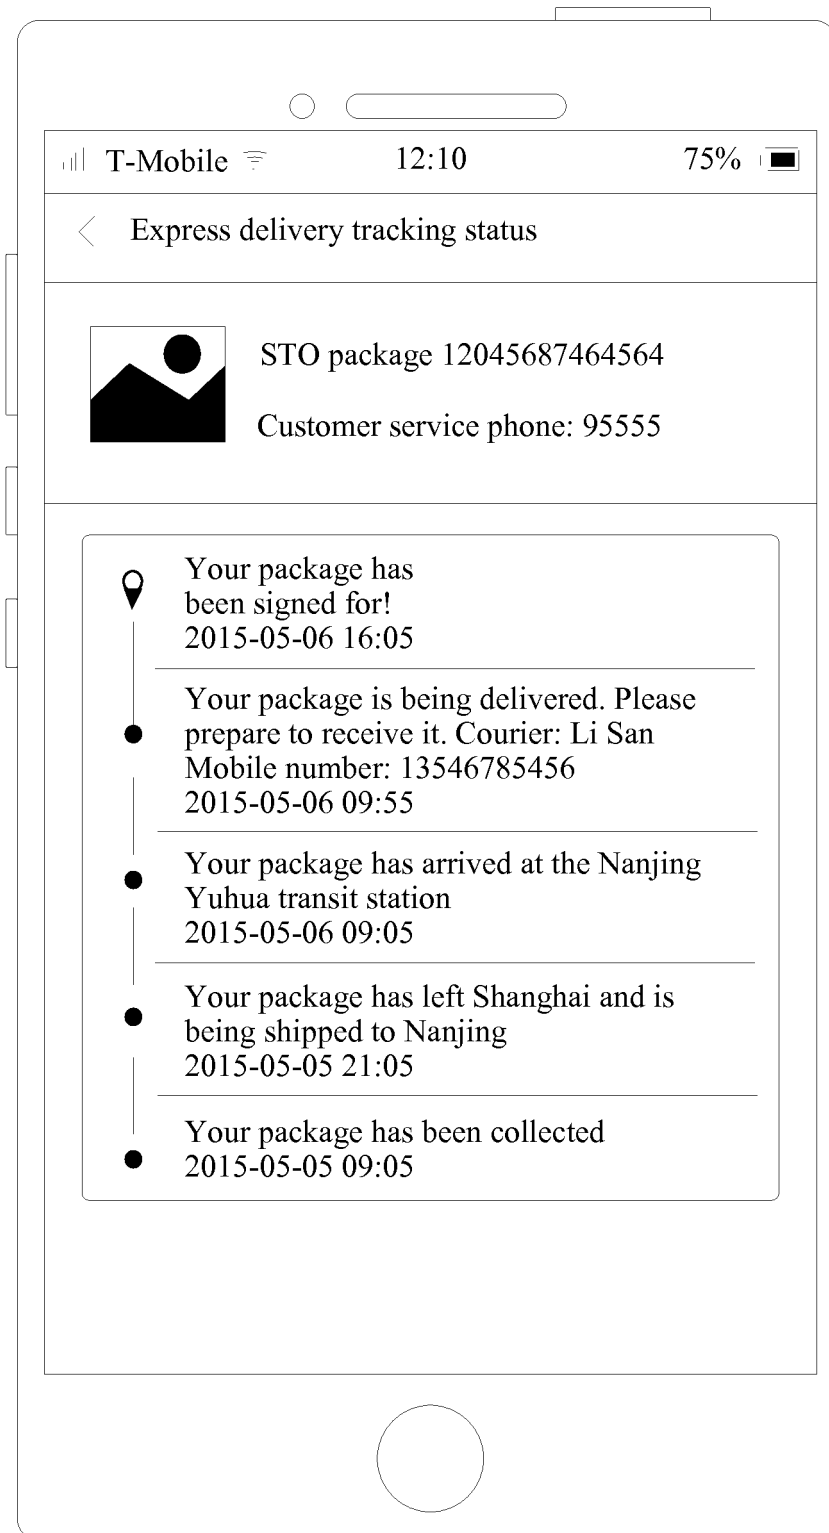 T-Mobile 12:10 75%
Express delivery tracking status
STO package 12045687464564
Customer service phone: 95555
Your package has
been signed for!
2015-05-06 16:05
Your package is being delivered. Please
prepare to receive it. Courier: Li San
Mobile number: 13546785456
2015-05-06 09:55
Your package has arrived at the Nanjing
Yuhua transit station
2015-05-06 09:05
Your package has left Shanghai and is
being shipped to Nanjing
2015-05-05 21:05
Your package has been collected
2015-05-05 09:05